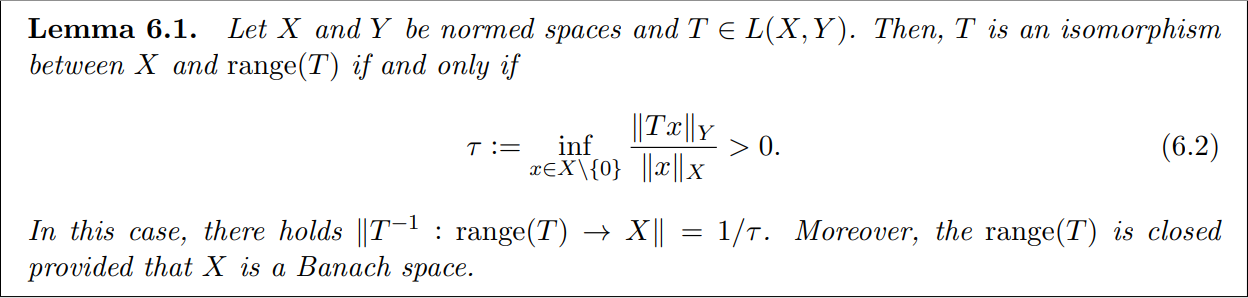 Lemma 6.1. Let X and Y be normed spaces and T ∈ L(X, Y). Then, T is an isomorphism
between X and range(T) if and only if
τ := inf_{x∈X\{0}} ‖Tx‖_Y / ‖x‖_X > 0. (6.2)
In this case, there holds ‖T⁻¹ : range(T) → X‖ = 1/τ. Moreover, the range(T) is closed
provided that X is a Banach space.